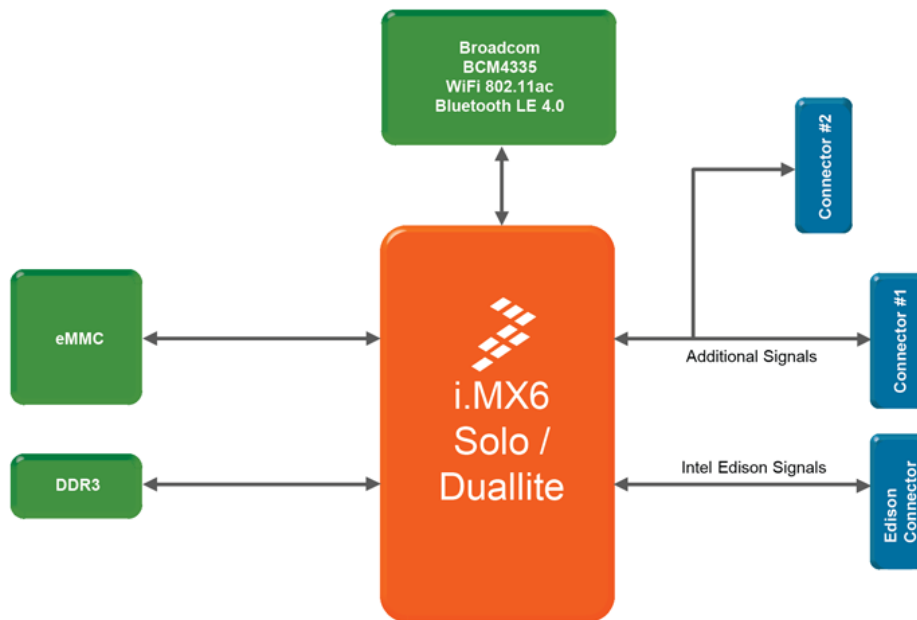 Broadcom
BCM4335
WiFi 802.11ac
Bluetooth LE 4.0
Connector #2
eMMC
i.MX6
Solo /
Duallite
Additional Signals
Connector #1
DDR3
Intel Edison Signals
Edison
Connector